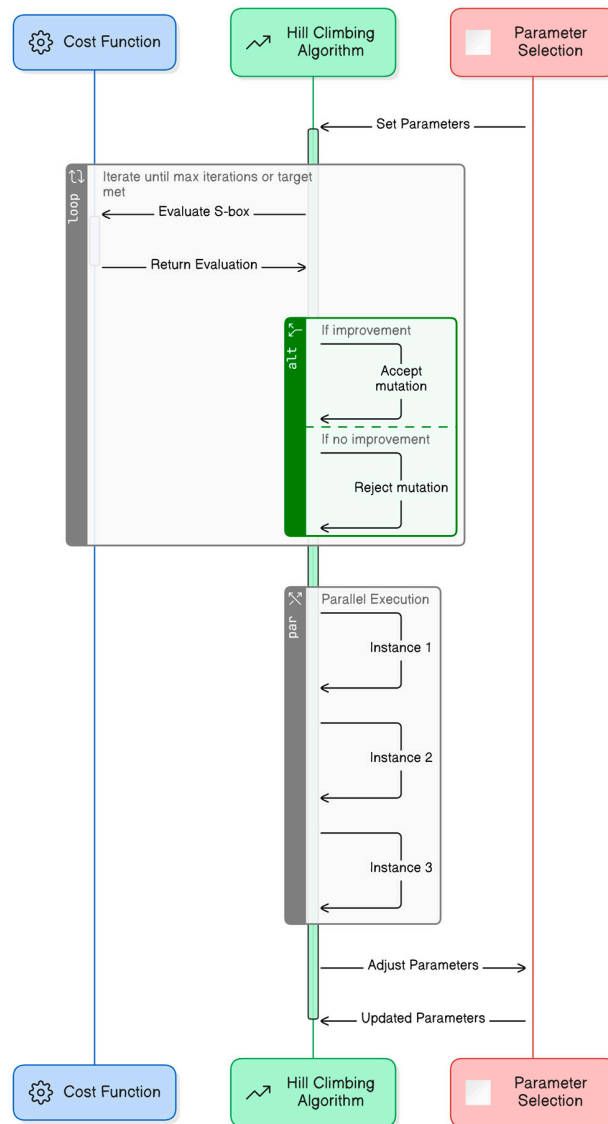 Cost Function
Hill Climbing
Algorithm
Parameter
Selection
Set Parameters
loop
Iterate until max iterations or target
met
Evaluate S-box
Return Evaluation
alt
If improvement
Accept
mutation
If no improvement
Reject mutation
par
Parallel Execution
Instance 1
Instance 2
Instance 3
Adjust Parameters
Updated Parameters
Cost Function
Hill Climbing
Algorithm
Parameter
Selection